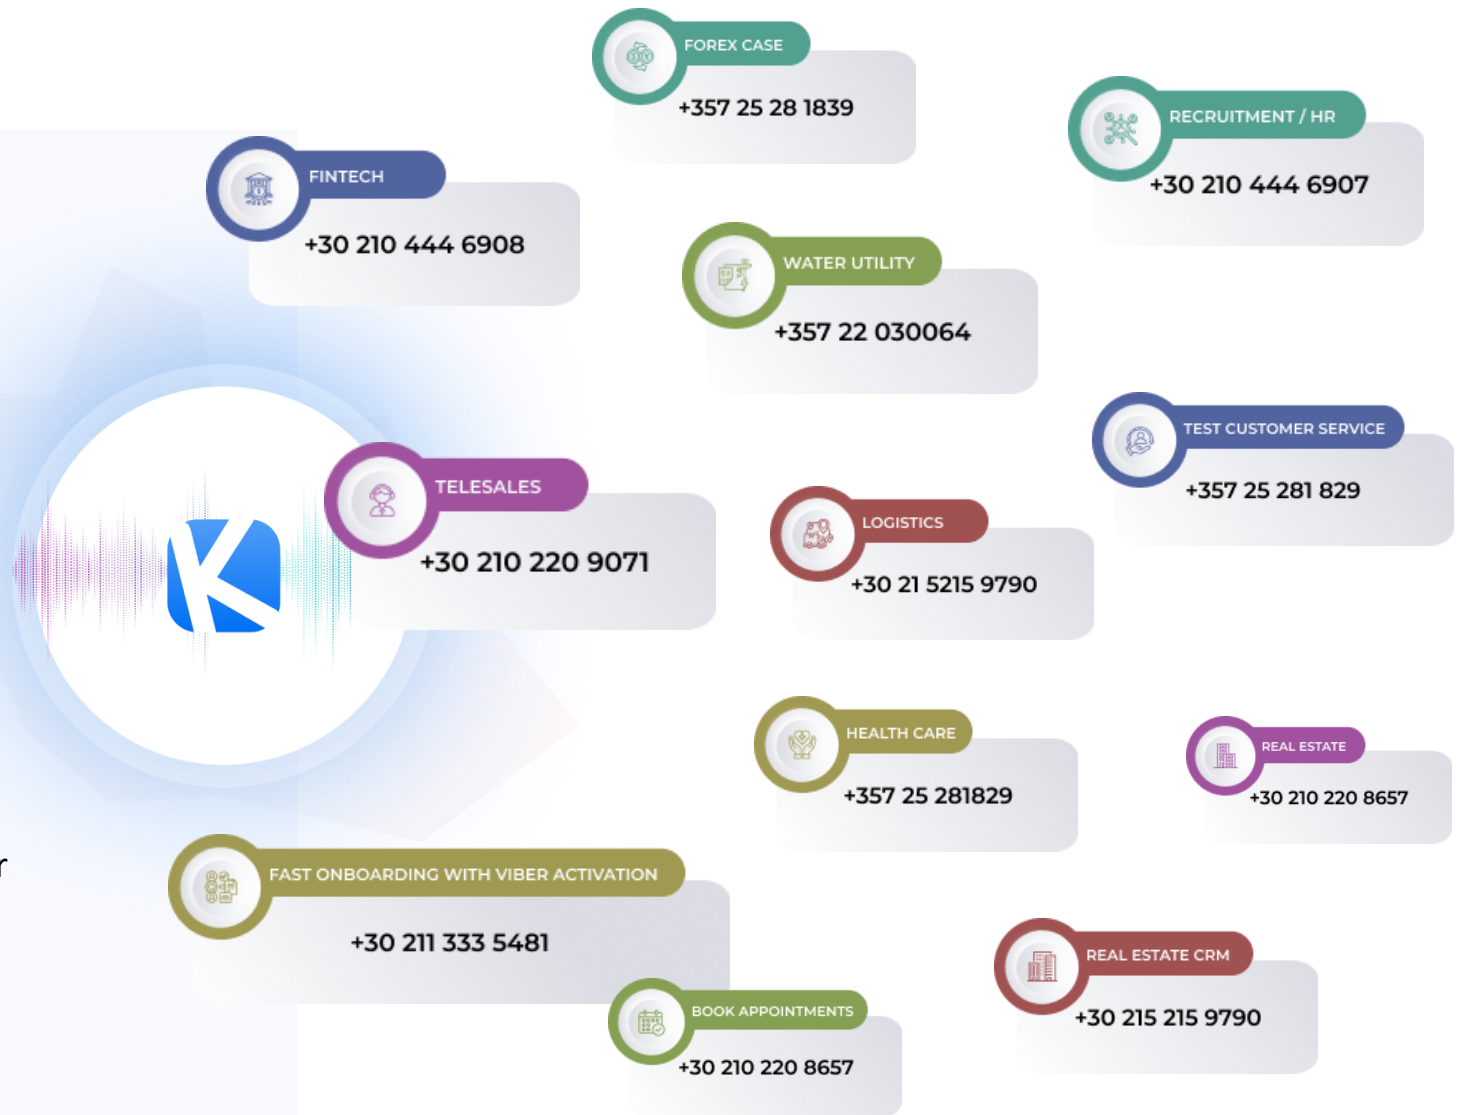 FOREX CASE
+357 25 28 1839
RECRUITMENT / HR
+30 210 444 6907
FINTECH
+30 210 444 6908
WATER UTILITY
+357 22 030064
TEST CUSTOMER SERVICE
+357 25 281 829
TELESALES
+30 210 220 9071
LOGISTICS
+30 21 5215 9790
HEALTH CARE
+357 25 281829
REAL ESTATE
+30 210 220 8657
r
FAST ONBOARDING WITH VIBER ACTIVATION
+30 211 333 5481
REAL ESTATE CRM
+30 215 215 9790
BOOK APPOINTMENTS
+30 210 220 8657
K